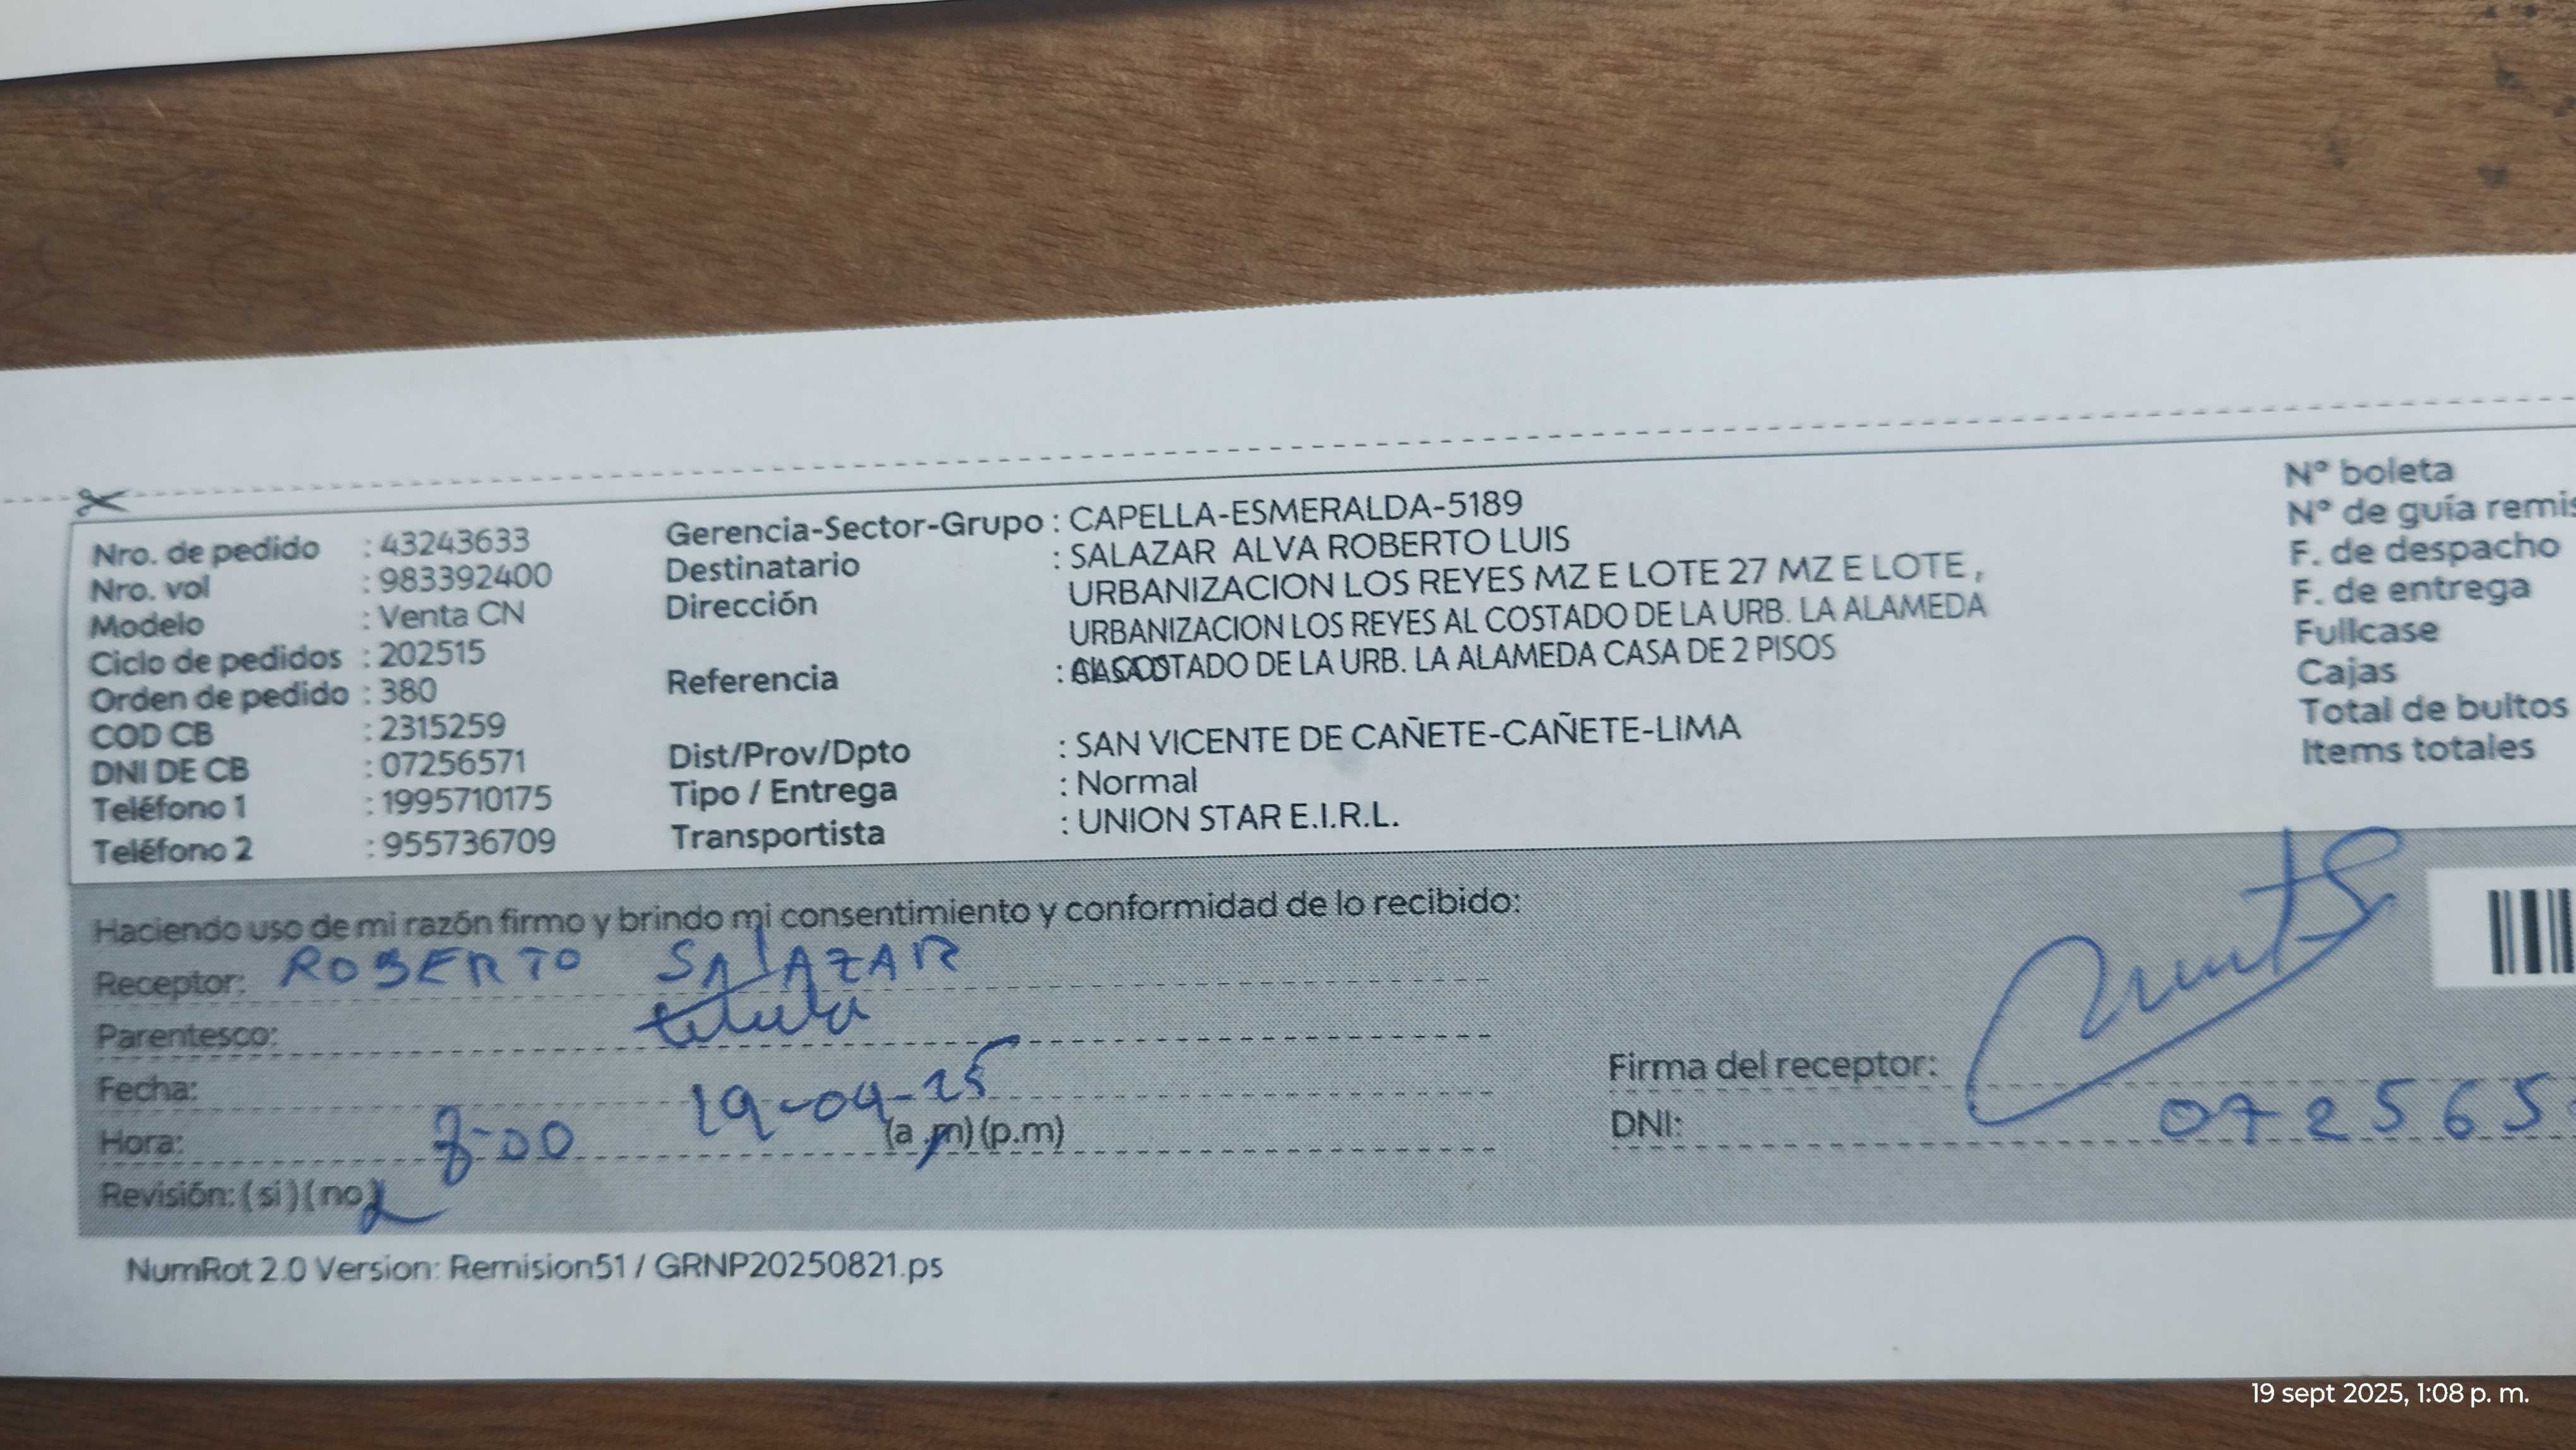 Nro. de pedido : 43243633
Nro. vol : 983392400
Modelo : Venta CN
Ciclo de pedidos : 202515
Orden de pedido : 380
COD CB : 2315259
DNI DE CB : 07256571
Teléfono 1 : 1995710175
Teléfono 2 : 955736709
Gerencia-Sector-Grupo : CAPELLA-ESMERALDA-5189
Destinatario : SALAZAR ALVA ROBERTO LUIS
Dirección URBANIZACION LOS REYES MZ E LOTE 27 MZ E LOTE ,
URBANIZACION LOS REYES AL COSTADO DE LA URB. LA ALAMEDA
Referencia : COSTADO DE LA URB. LA ALAMEDA CASA DE 2 PISOS
Dist/Prov/Dpto : SAN VICENTE DE CAÑETE-CAÑETE-LIMA
Tipo / Entrega : Normal
Transportista : UNION STAR E.I.R.L.
N° boleta
N° de guía remis
F. de despacho
F. de entrega
Fullcase
Cajas
Total de bultos
Items totales
Haciendo uso de mi razón firmo y brindo mi consentimiento y conformidad de lo recibido:
Receptor: ROBERTO SALAZAR
Parentesco:
Fecha: 19-09-25
Hora: 8-00 (a.m) (p.m)
Revisión: (si) (no)
Firma del receptor:
DNI: 072565
NumRot 2.0 Version: Remision51 / GRNP20250821.ps
19 sept 2025, 1:08 p. m.